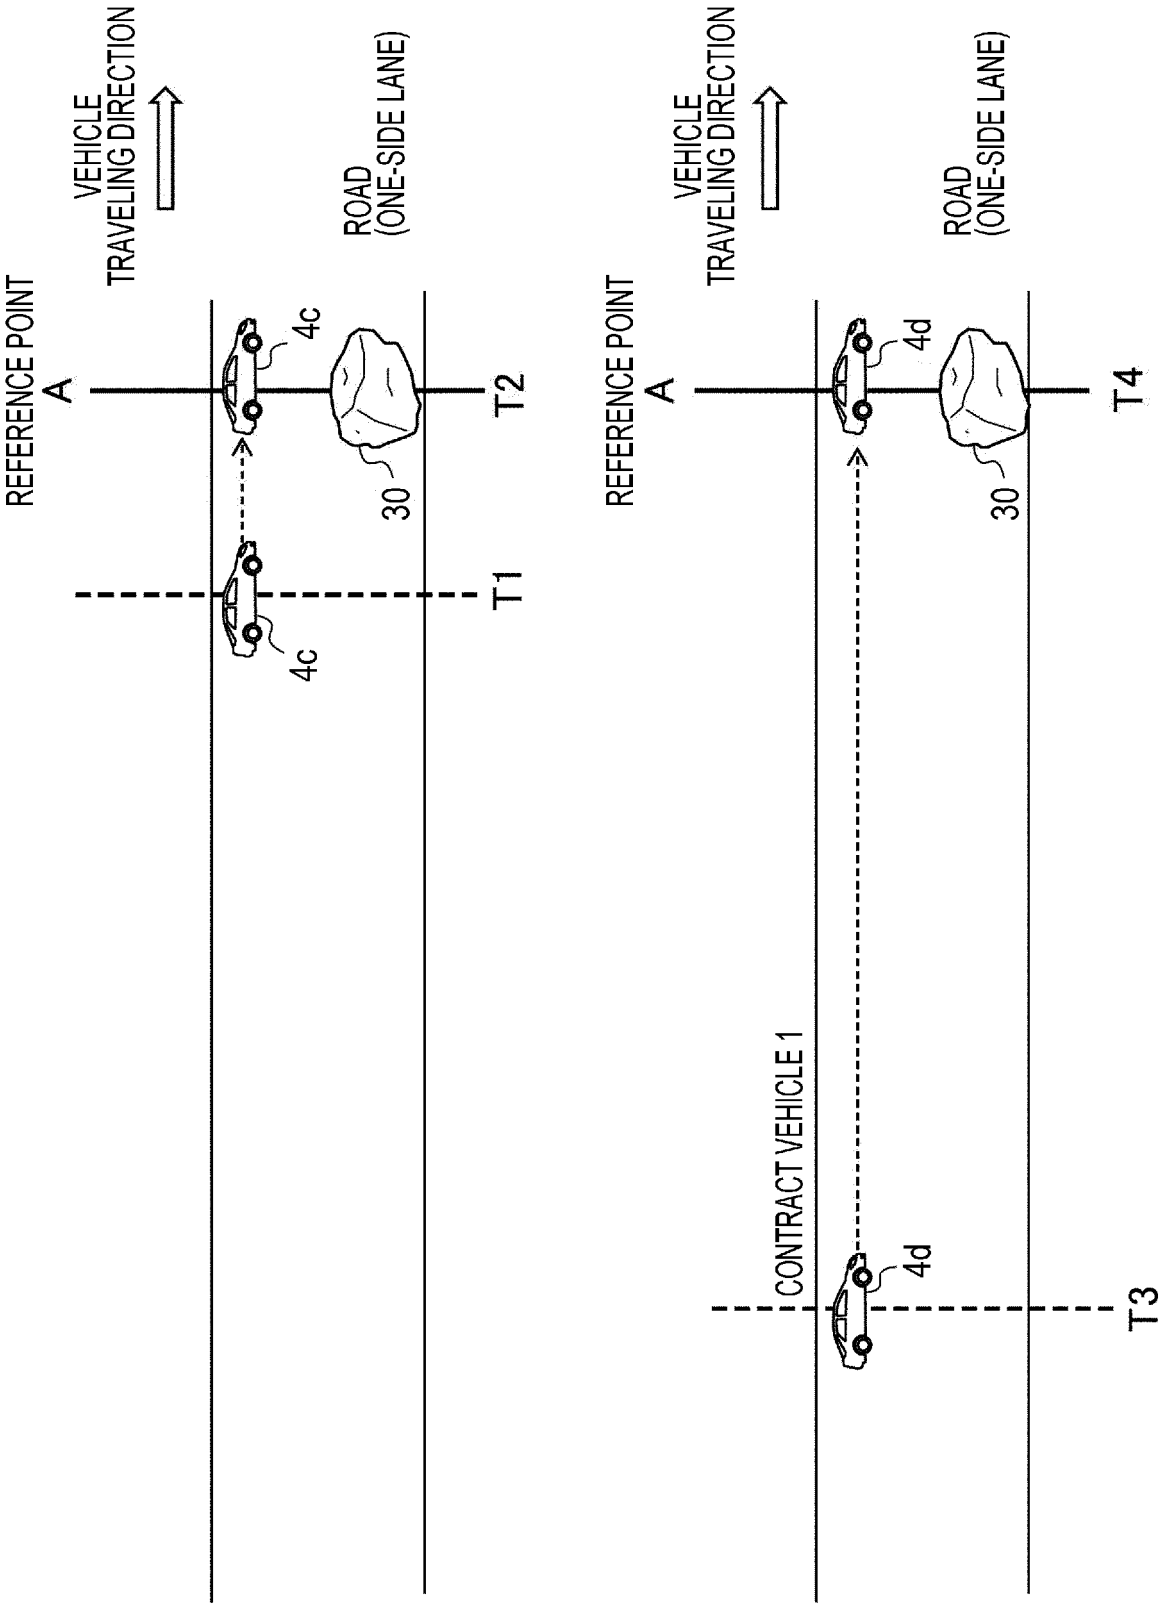 REFERENCE POINT
A
VEHICLE
TRAVELING DIRECTION
4c
4c
30
ROAD
(ONE-SIDE LANE)
T1
T2
REFERENCE POINT
A
VEHICLE
TRAVELING DIRECTION
CONTRACT VEHICLE 1
4d
4d
30
ROAD
(ONE-SIDE LANE)
T3
T4